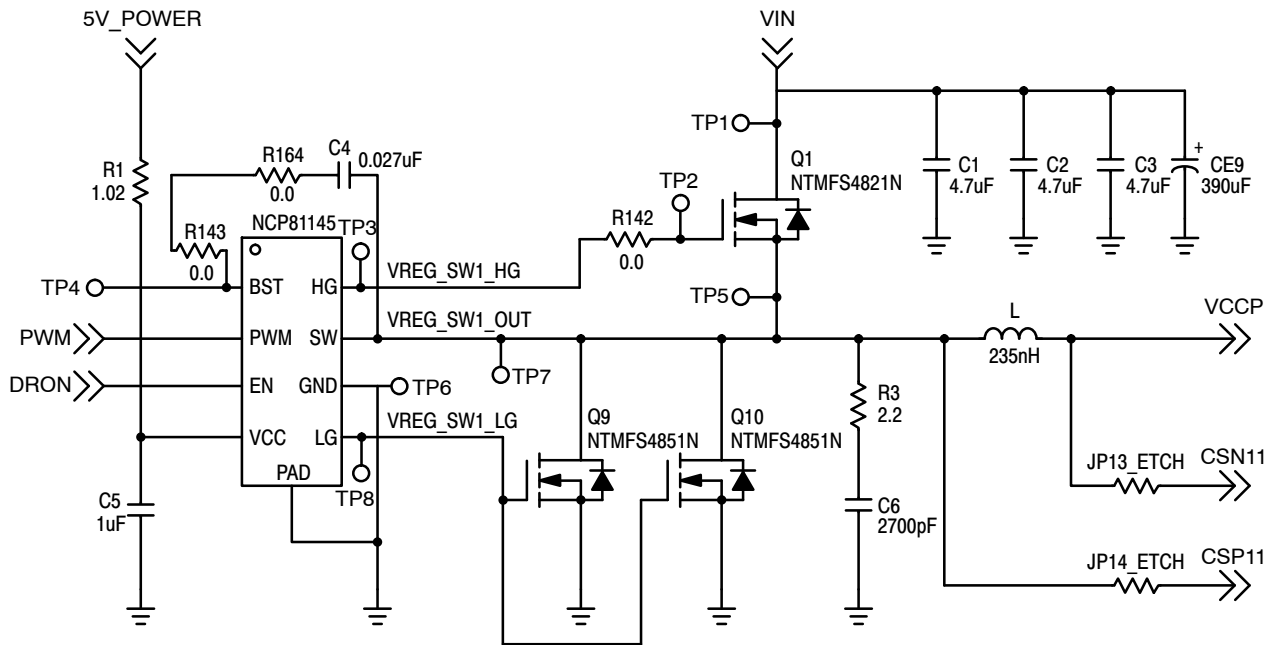 5V_POWER
VIN
TP1
R1
1.02
R164
0.0
C4
0.027uF
Q1
NTMFS4821N
C1
4.7uF
C2
4.7uF
C3
4.7uF
+
CE9
390uF
TP2
R143
0.0
NCP81145
TP3
R142
0.0
TP4
BST
HG
VREG_SW1_HG
TP5
PWM
PWM
SW
VREG_SW1_OUT
L
235nH
VCCP
DRON
EN
GND
TP6
TP7
VCC
LG
VREG_SW1_LG
Q9
NTMFS4851N
Q10
NTMFS4851N
R3
2.2
PAD
TP8
C5
1uF
C6
2700pF
JP13_ETCH
CSN11
JP14_ETCH
CSP11